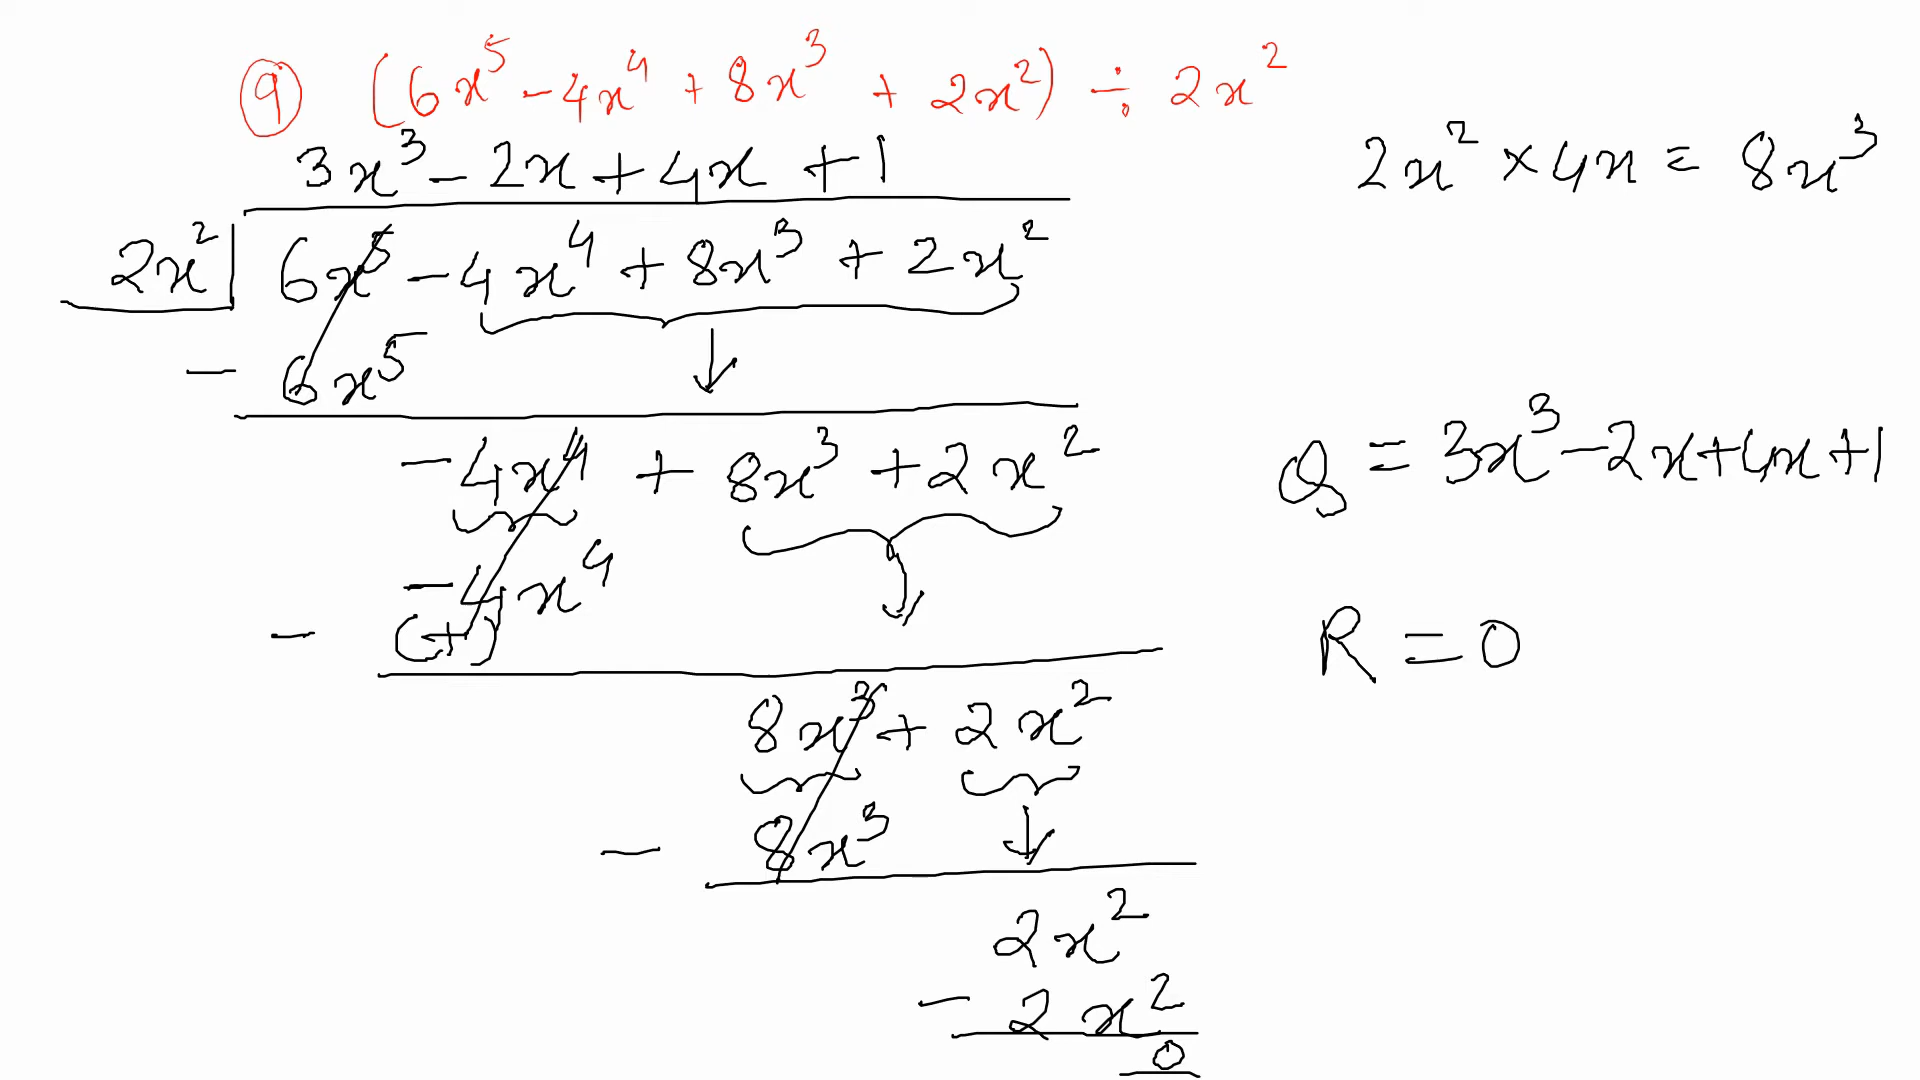 9 (6x⁵ - 4x⁴ + 8x³ + 2x²) ÷ 2x²
3x³ - 2x + 4x + 1
2x² 6x⁵ - 4x⁴ + 8x³ + 2x²
- 6x⁵
- 4x⁴ + 8x³ + 2x²
- 4x⁴
- (+)
8x³ + 2x²
- 8x³
2x²
- 2x²
0
2x² × 4x = 8x³
Q = 3x³ - 2x + 4x + 1
R = 0